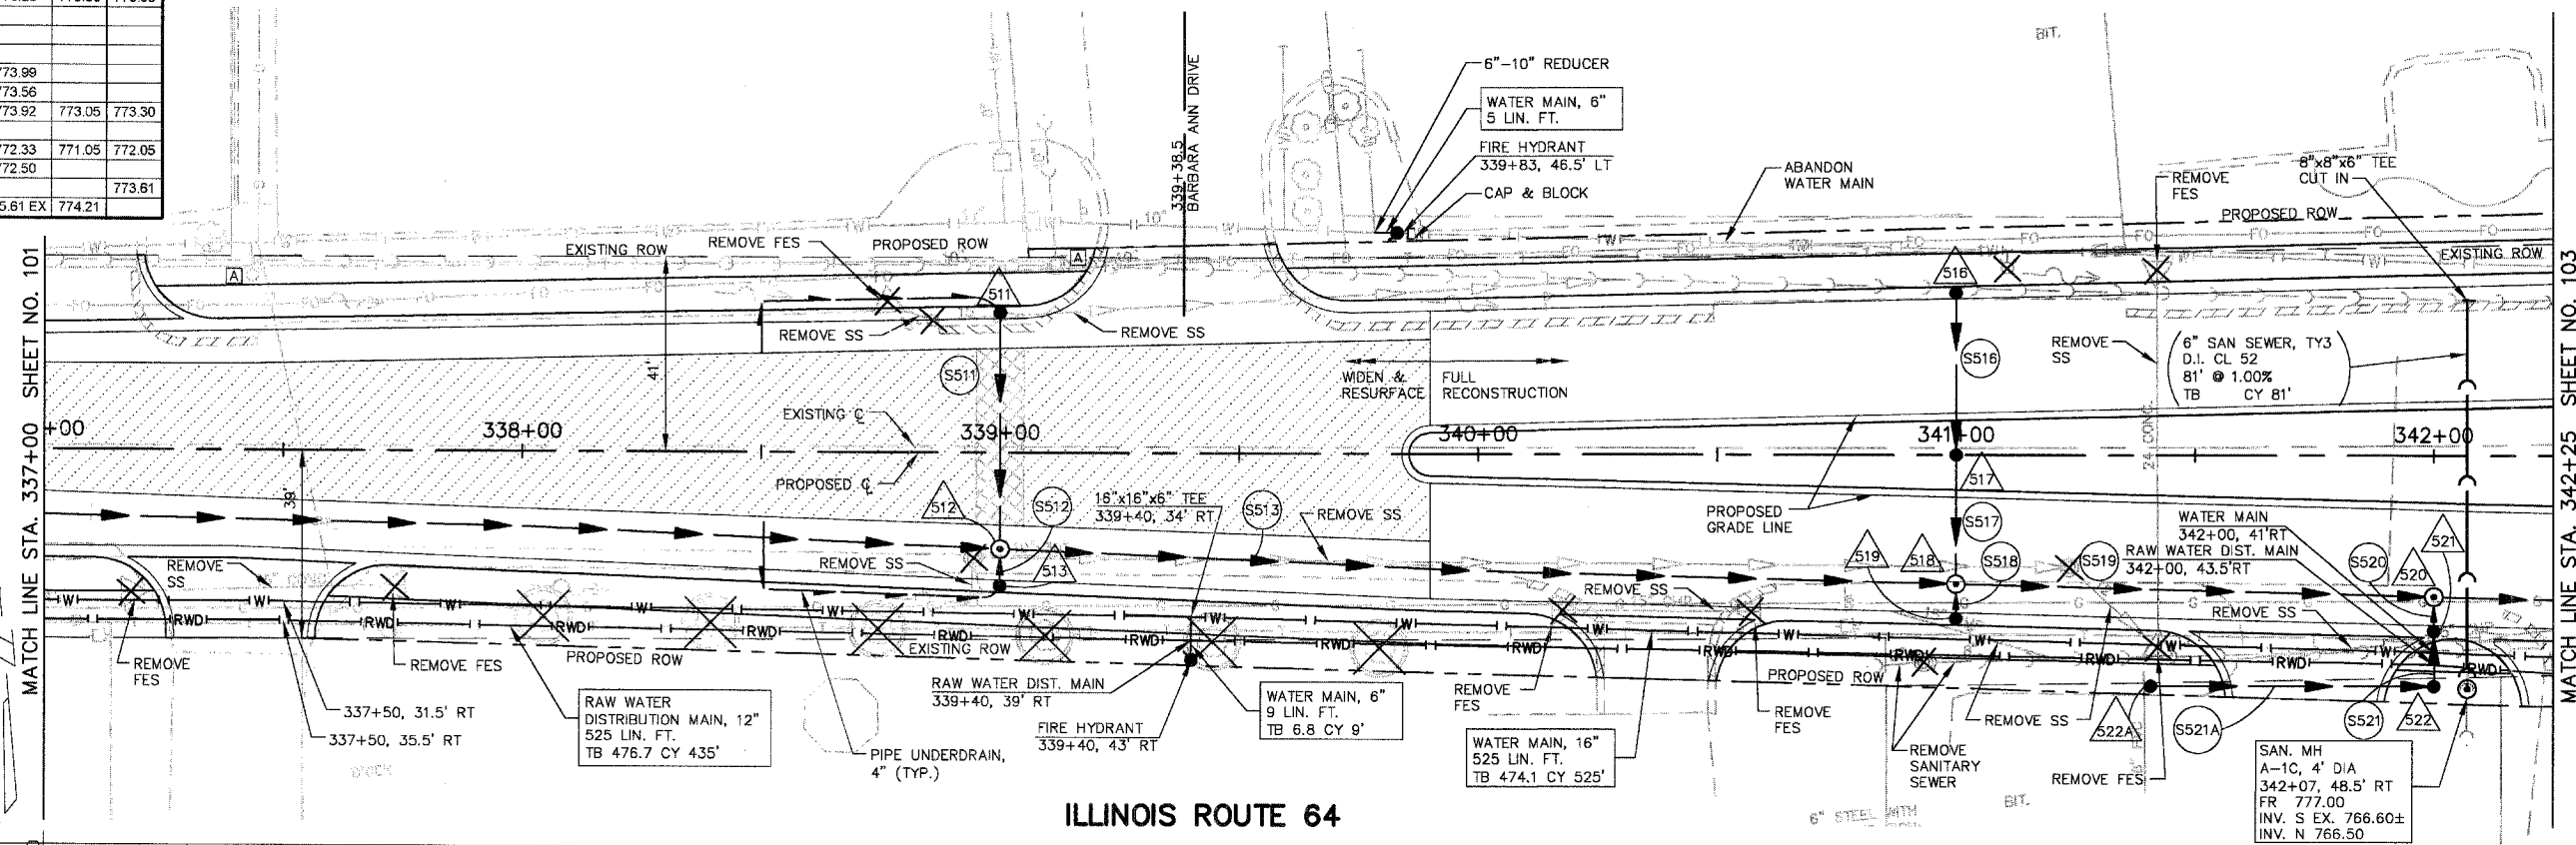 773.99
773.56
773.92 773.05 773.30
772.33 771.05 772.05
772.50
773.61
5.61 EX 774.21
BIT.
339+38.5
BARBARA ANN DRIVE
6"-10" REDUCER
WATER MAIN, 6"
5 LIN. FT.
FIRE HYDRANT
339+83, 46.5' LT
CAP & BLOCK
ABANDON
WATER MAIN
REMOVE
FES
8"x8"x6" TEE
CUT IN
PROPOSED ROW
EXISTING ROW
MATCH LINE STA. 337+00 SHEET NO. 101
EXISTING ROW
REMOVE FES
PROPOSED ROW
A
A
10"
511
516
REMOVE SS
REMOVE SS
S511
S516
41'
WIDEN &
RESURFACE
FULL
RECONSTRUCTION
REMOVE
SS
6" SAN SEWER, TY3
D.I. CL 52
81' @ 1.00%
TB CY 81'
MATCH LINE STA. 342+25 SHEET NO. 103
EXISTING ℄
PROPOSED ℄
+00
338+00
339+00
340+00
341+00
342+00
24 CONC.
39'
517
512
S512
16"x16"x6" TEE
339+40, 34' RT
S513
REMOVE SS
PROPOSED
GRADE LINE
S517
WATER MAIN
342+00, 41'RT
RAW WATER DIST. MAIN
342+00, 43.5'RT
REMOVE
SS
REMOVE SS
513
519
518
S518
S519
S520
520
521
REMOVE SS
REMOVE SS
W
RWD
REMOVE
FES
REMOVE FES
PROPOSED ROW
EXISTING ROW
PROPOSED ROW
337+50, 31.5' RT
337+50, 35.5' RT
RAW WATER
DISTRIBUTION MAIN, 12"
525 LIN. FT.
TB 476.7 CY 435'
PIPE UNDERDRAIN,
4" (TYP.)
RAW WATER DIST. MAIN
339+40, 39' RT
FIRE HYDRANT
339+40, 43' RT
WATER MAIN, 6"
9 LIN. FT.
TB 6.8 CY 9'
REMOVE
FES
WATER MAIN, 16"
525 LIN. FT.
TB 474.1 CY 525'
REMOVE
FES
REMOVE
SANITARY
SEWER
REMOVE SS
REMOVE FES
522A
S521A
S521
522
SAN. MH
A-1C, 4' DIA
342+07, 48.5' RT
FR 777.00
INV. S EX. 766.60±
INV. N 766.50
BIT.
6" STEEL WITH
ILLINOIS ROUTE 64